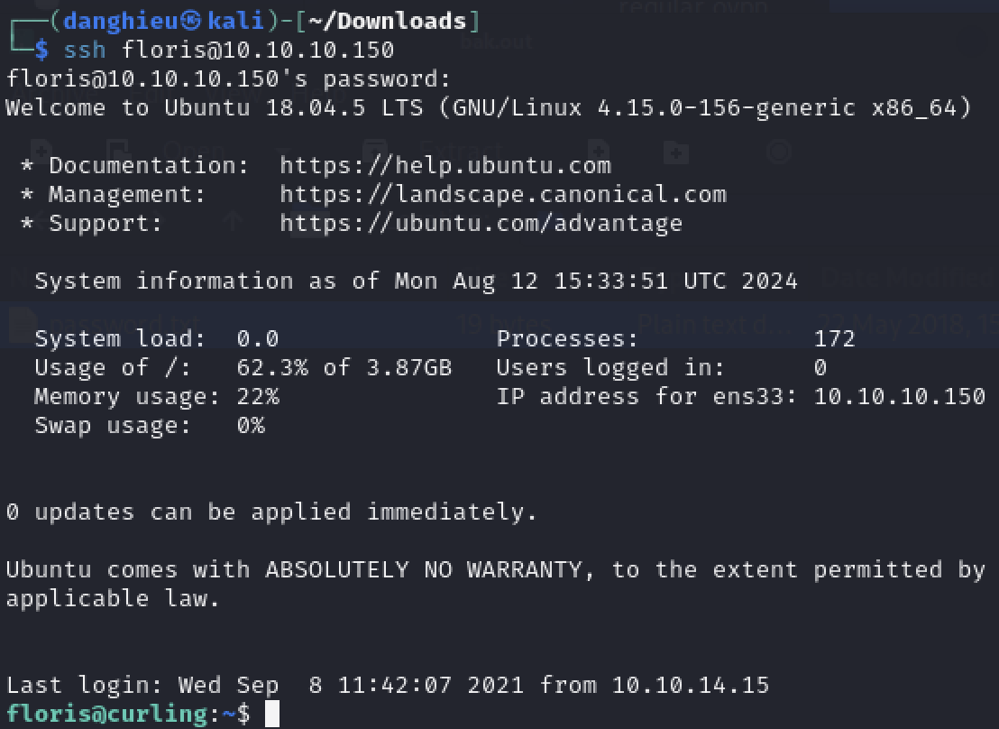 ┌──(danghieu㉿kali)-[~/Downloads]
└─$ ssh floris@10.10.10.150
floris@10.10.10.150's password:
Welcome to Ubuntu 18.04.5 LTS (GNU/Linux 4.15.0-156-generic x86_64)
* Documentation:  https://help.ubuntu.com
* Management:     https://landscape.canonical.com
* Support:        https://ubuntu.com/advantage
System information as of Mon Aug 12 15:33:51 UTC 2024
System load:  0.0               Processes:            172
Usage of /:   62.3% of 3.87GB   Users logged in:      0
Memory usage: 22%               IP address for ens33: 10.10.10.150
Swap usage:   0%
0 updates can be applied immediately.
Ubuntu comes with ABSOLUTELY NO WARRANTY, to the extent permitted by
applicable law.
Last login: Wed Sep  8 11:42:07 2021 from 10.10.14.15
floris@curling:~$